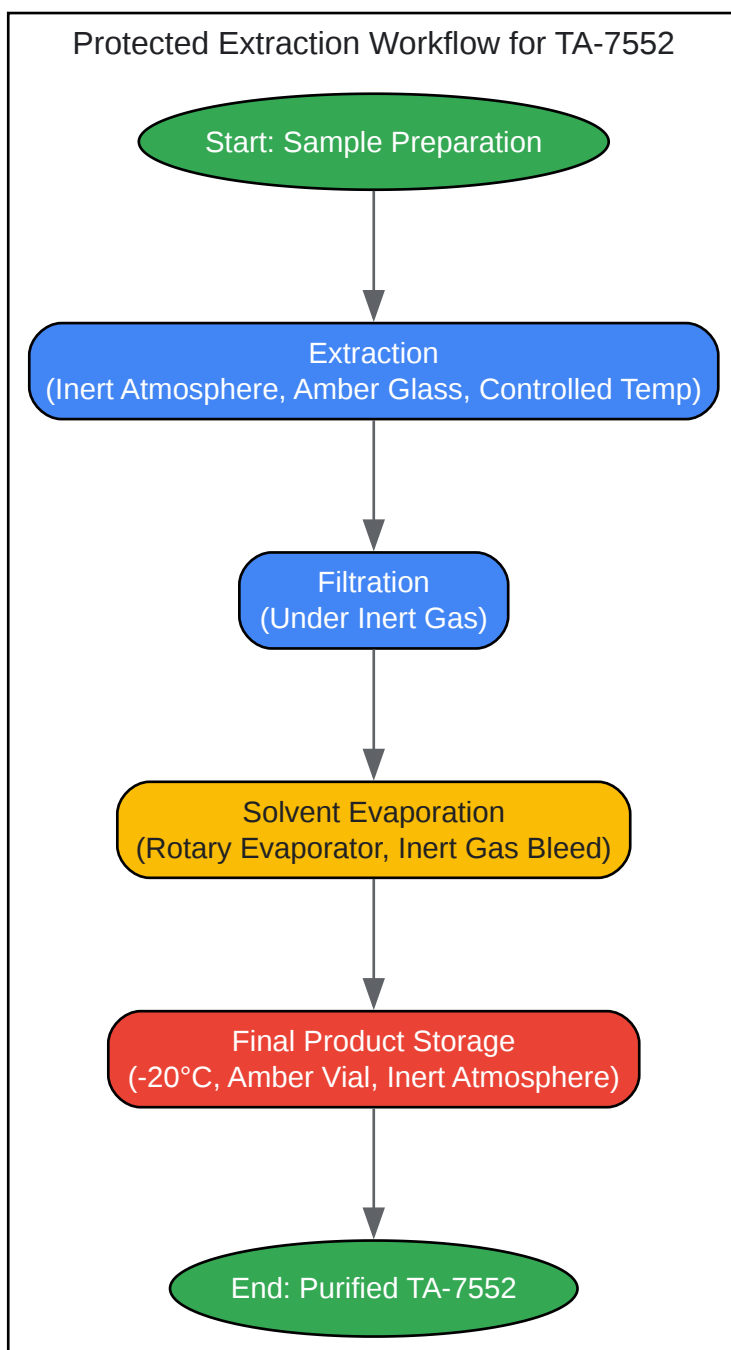 Protected Extraction Workflow for TA-7552
Start: Sample Preparation
Extraction
(Inert Atmosphere, Amber Glass, Controlled Temp)
Filtration
(Under Inert Gas)
Solvent Evaporation
(Rotary Evaporator, Inert Gas Bleed)
Final Product Storage
(-20°C, Amber Vial, Inert Atmosphere)
End: Purified TA-7552